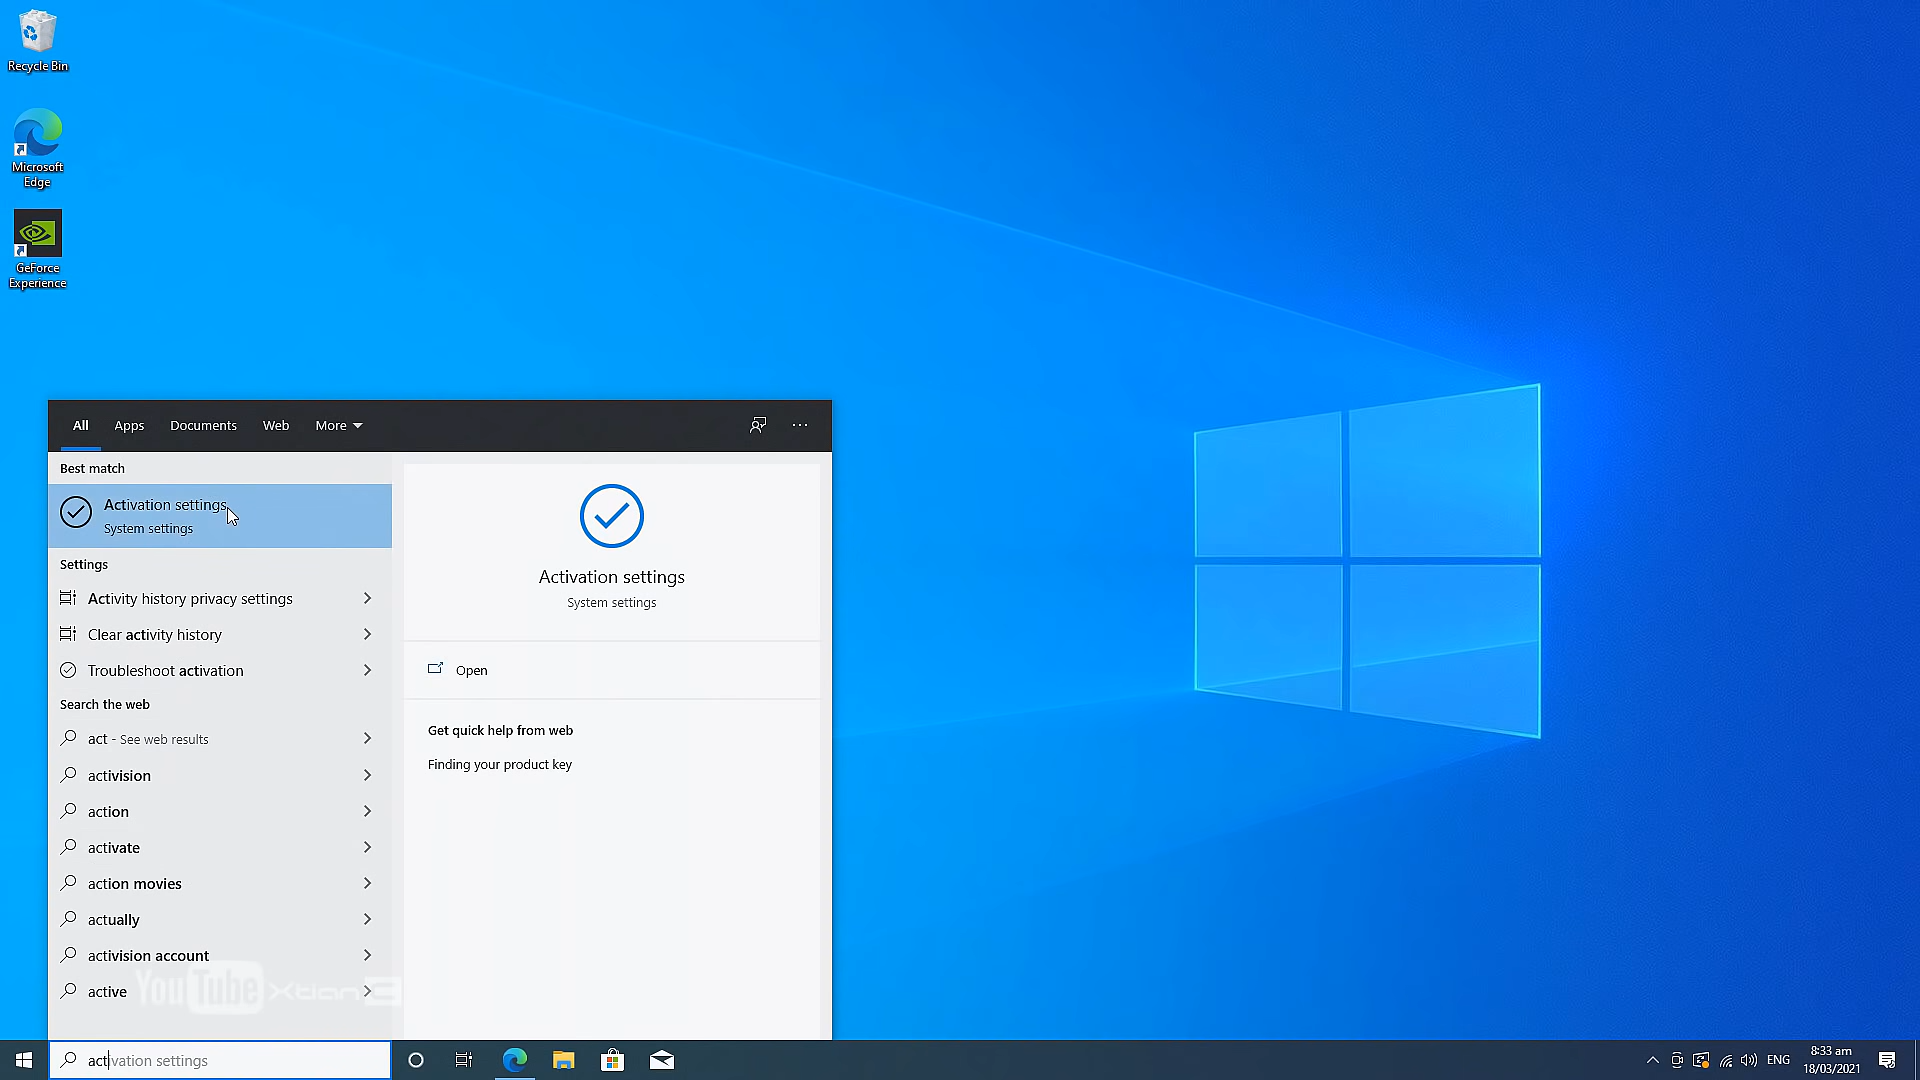 Recycle Bin
Microsoft
Edge
GeForce
Experience
All Apps Documents Web More
Best match
Activation settings
System settings
Settings
Activity history privacy settings
Clear activity history
Troubleshoot activation
Search the web
act - See web results
activision
action
activate
action movies
actually
activision account
active
Activation settings
System settings
Open
Get quick help from web
Finding your product key
YouTube Xtian C
activation settings
ENG
8:33 am
18/03/2021